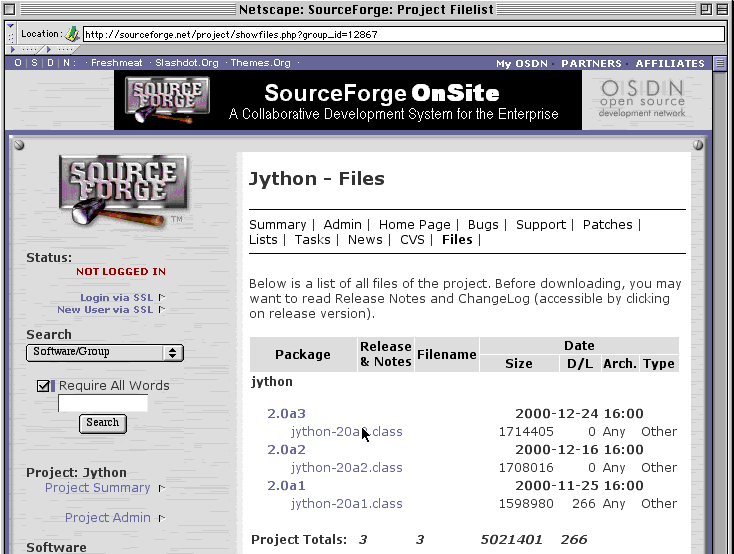 Netscape: SourceForge: Project Filelist
Location: http://sourceforge.net/project/showfiles.php?group_id=12867
O | S | D | N : · Freshmeat · Slashdot.Org · Themes.Org · My OSDN · PARTNERS · AFFILIATES
SOURCE
FORGE
SourceForge OnSite
A Collaborative Development System for the Enterprise
OSDN
open source
development network
SOURCE
FORGE
TM
Status:
NOT LOGGED IN
Login via SSL
New User via SSL
Search
Software/Group
Require All Words
Search
Project: Jython
Project Summary
Project Admin
Software
Jython - Files
Summary | Admin | Home Page | Bugs | Support | Patches |
Lists | Tasks | News | CVS | Files |
Below is a list of all files of the project. Before downloading, you may
want to read Release Notes and ChangeLog (accessible by clicking
on release version).
Package Release & Notes Filename Date
Size D/L Arch. Type
jython
2.0a3 2000-12-24 16:00
jython-20a3.class 1714405 0 Any Other
2.0a2 2000-12-16 16:00
jython-20a2.class 1708016 0 Any Other
2.0a1 2000-11-25 16:00
jython-20a1.class 1598980 266 Any Other
Project Totals: 3 3 5021401 266